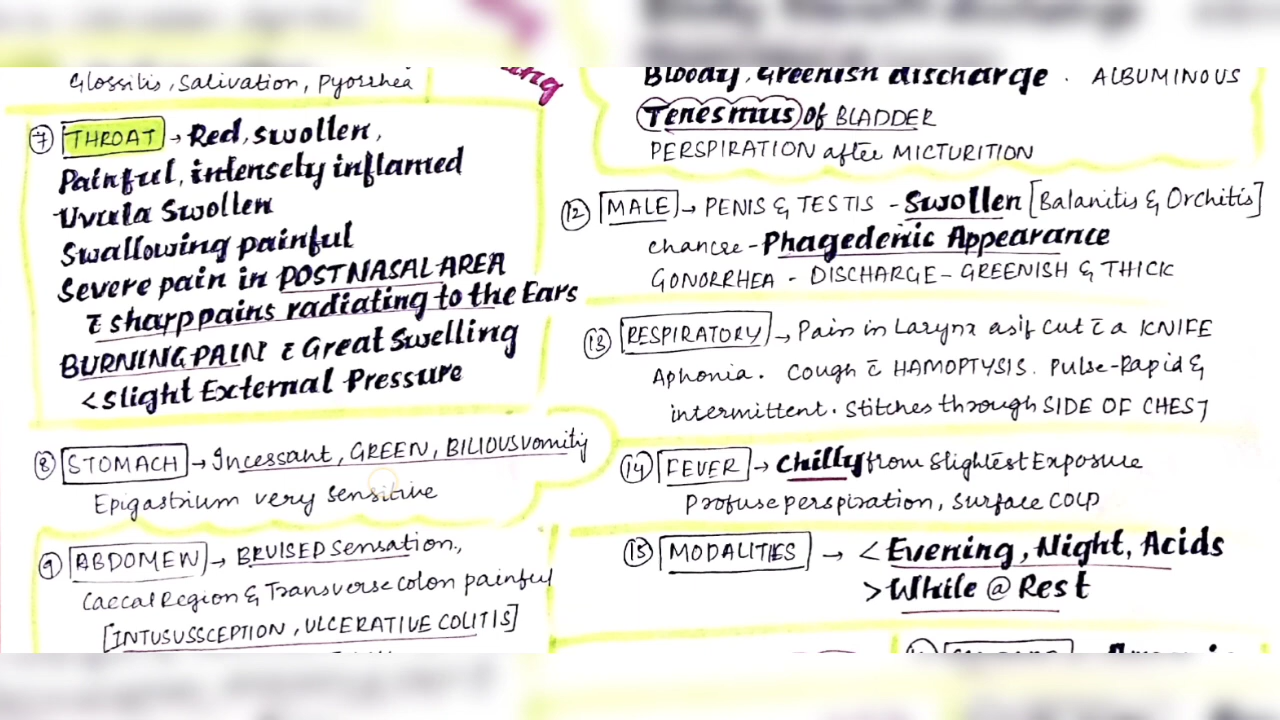 Glossitis, Salivation, Pyorrhea
⑦ THROAT → Red, swollen,
Painful, intensely inflamed
Uvula Swollen
Swallowing painful
Severe pain in POSTNASAL AREA
c̄ sharp pains radiating to the Ears
BURNING PAIN c̄ Great Swelling
< Slight External Pressure
⑧ STOMACH → Incessant, GREEN, BILIOUS vomity
Epigastrium very sensitive
⑨ ABDOMEN → BRUISED sensation,
Caecal Region & Transverse colon painful
[INTUSUSSCEPTION, ULCERATIVE COLITIS]
Bloody, Greenish discharge. ALBUMINOUS
Tenesmus of BLADDER
PERSPIRATION after MICTURITION
⑫ MALE → PENIS & TESTIS - Swollen [Balanitis & Orchitis]
chancre - Phagedenic Appearance
GONORRHEA - DISCHARGE - GREENISH & THICK
⑬ RESPIRATORY → Pain in Larynx as if cut c̄ a KNIFE
Aphonia. Cough c̄ HAMOPTYSIS. Pulse-Rapid &
intermittent. Stitches through SIDE OF CHEST
⑭ FEVER → Chilly from Slightest Exposure
Profuse perspiration, Surface COLD
⑮ MODALITIES → < Evening, Night, Acids
> While @ Rest